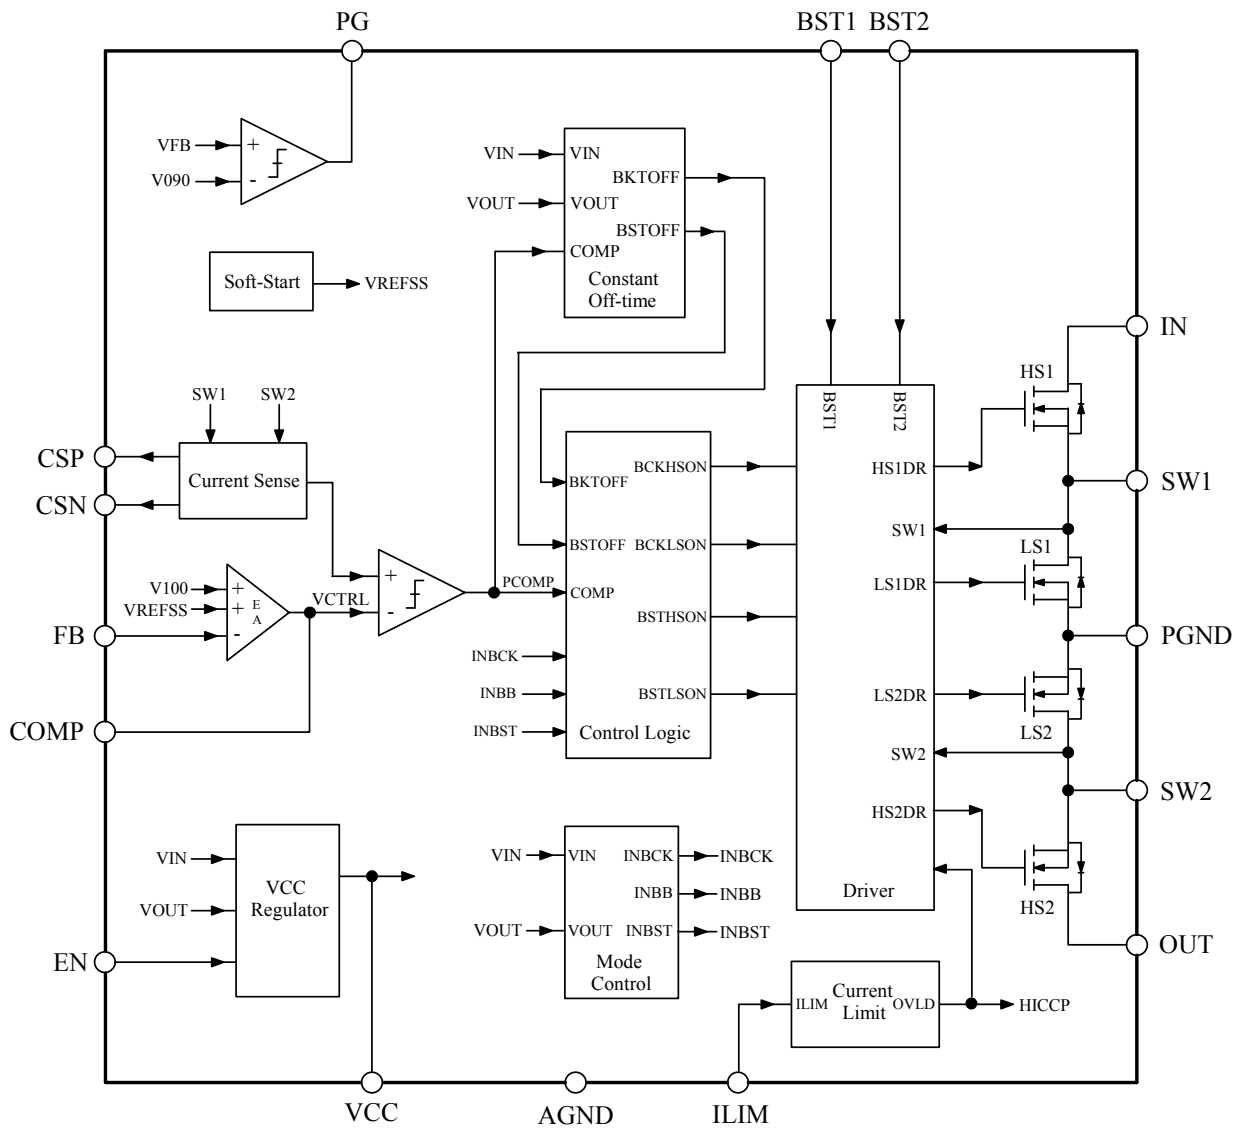 PG
BST1
BST2
VFB
+
V090
-
VIN
VIN
BKTOFF
VOUT
VOUT
BSTOFF
COMP
Constant
Off-time
Soft-Start
VREFSS
IN
HS1
SW1
SW2
BST1
BST2
CSP
CSN
Current Sense
BKTOFF
BCKHSON
HS1DR
SW1
SW1
BSTOFF
BCKLSON
LS1
V100
+
VREFSS
+
E
A
-
FB
VCTRL
+
-
PCOMP
COMP
LS1DR
BSTHSON
PGND
INBCK
INBB
BSTLSON
LS2DR
INBST
Control Logic
LS2
COMP
SW2
SW2
HS2DR
VIN
VCC
Regulator
VOUT
EN
VIN
VIN
INBCK
INBCK
INBB
INBB
VOUT
VOUT
INBST
INBST
Mode
Control
Driver
HS2
OUT
ILIM
Current
Limit
OVLD
HICCP
VCC
AGND
ILIM